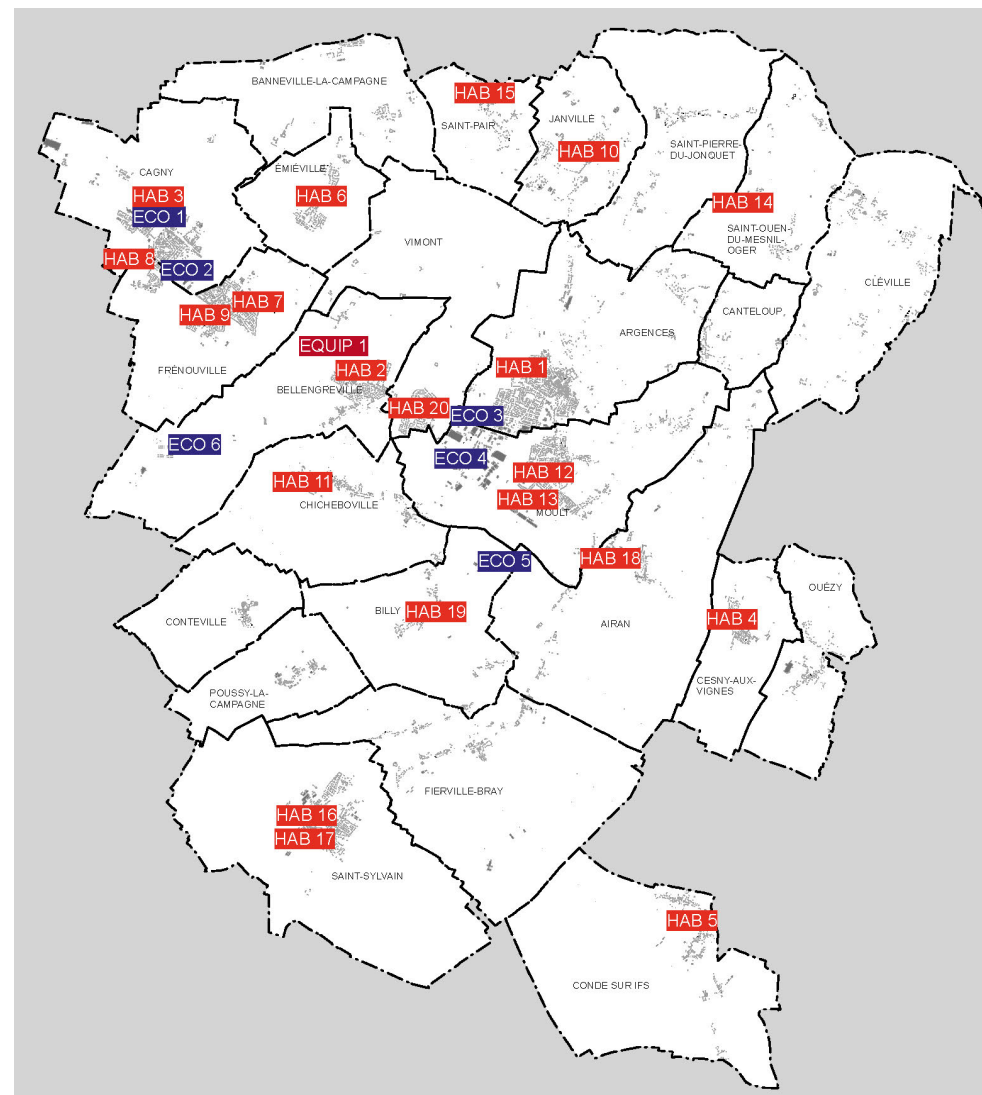 BANNEVILLE-LA-CAMPAGNE
HAB 15
SAINT-PAIR
JANVILLE
HAB 10
SAINT-PIERRE-
DU-JONQUET
CAGNY
ÉMIÉVILLE
HAB 3
HAB 6
ECO 1
HAB 14
SAINT-OUEN-
DU-MESNIL-
OGER
VIMONT
HAB 8
ECO 2
CLÉVILLE
HAB 7
HAB 9
CANTELOUP
ARGENCES
EQUIP 1
FRÉNOUVILLE
HAB 2
HAB 1
BELLENGREVILLE
HAB 20
ECO 3
ECO 6
ECO 4
HAB 12
HAB 11
CHICHEBOVILLE
HAB 13
MOULT
ECO 5
HAB 18
OUÉZY
BILLY
HAB 19
CONTEVILLE
AIRAN
HAB 4
CESNY-AUX-
VIGNES
POUSSY-LA-
CAMPAGNE
FIERVILLE-BRAY
HAB 16
HAB 17
SAINT-SYLVAIN
HAB 5
CONDE SUR IFS